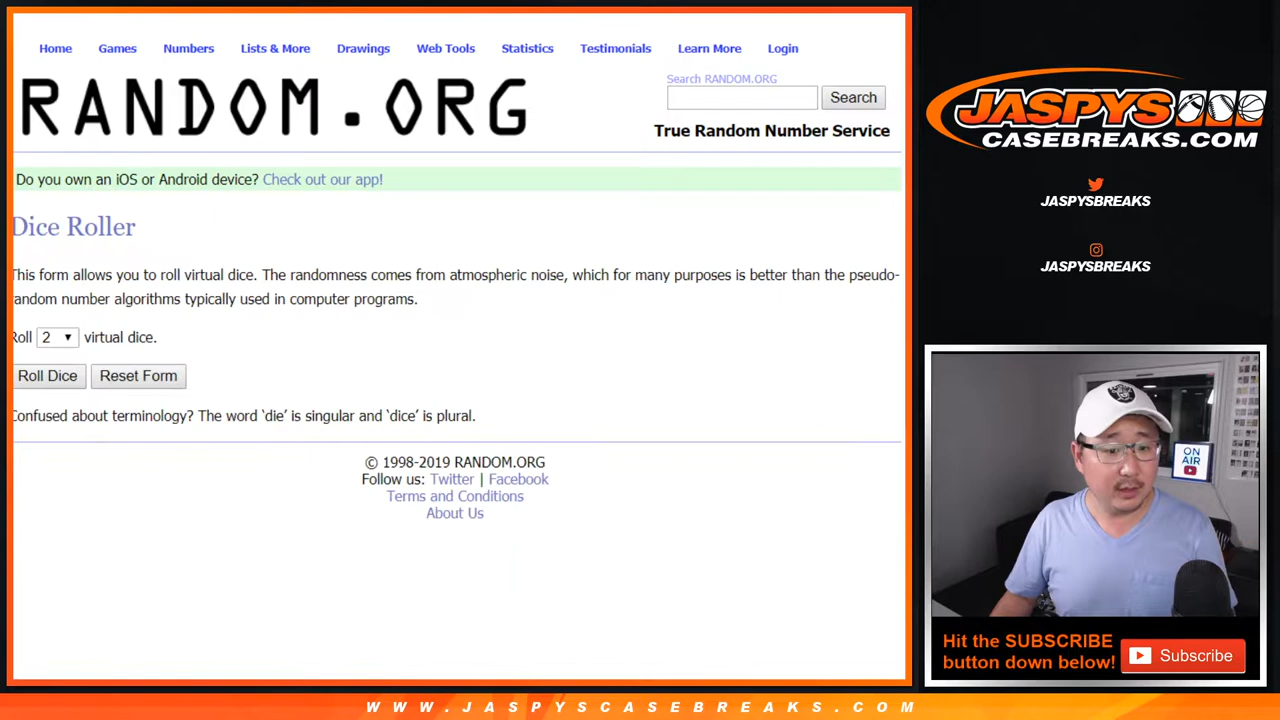 Home Games Numbers Lists & More Drawings Web Tools Statistics Testimonials Learn More Login
RANDOM.ORG
Search RANDOM.ORG
Search
True Random Number Service
Do you own an iOS or Android device? Check out our app!
Dice Roller
This form allows you to roll virtual dice. The randomness comes from atmospheric noise, which for many purposes is better than the pseudo-
random number algorithms typically used in computer programs.
Roll 2 virtual dice.
Roll Dice Reset Form
Confused about terminology? The word ‘die’ is singular and ‘dice’ is plural.
© 1998-2019 RANDOM.ORG
Follow us: Twitter | Facebook
Terms and Conditions
About Us
JASPYS
CASEBREAKS.COM
JASPYSBREAKS
JASPYSBREAKS
ON
AIR
Hit the SUBSCRIBE
button down below!
Subscribe
WWW.JASPYSCASEBREAKS.COM